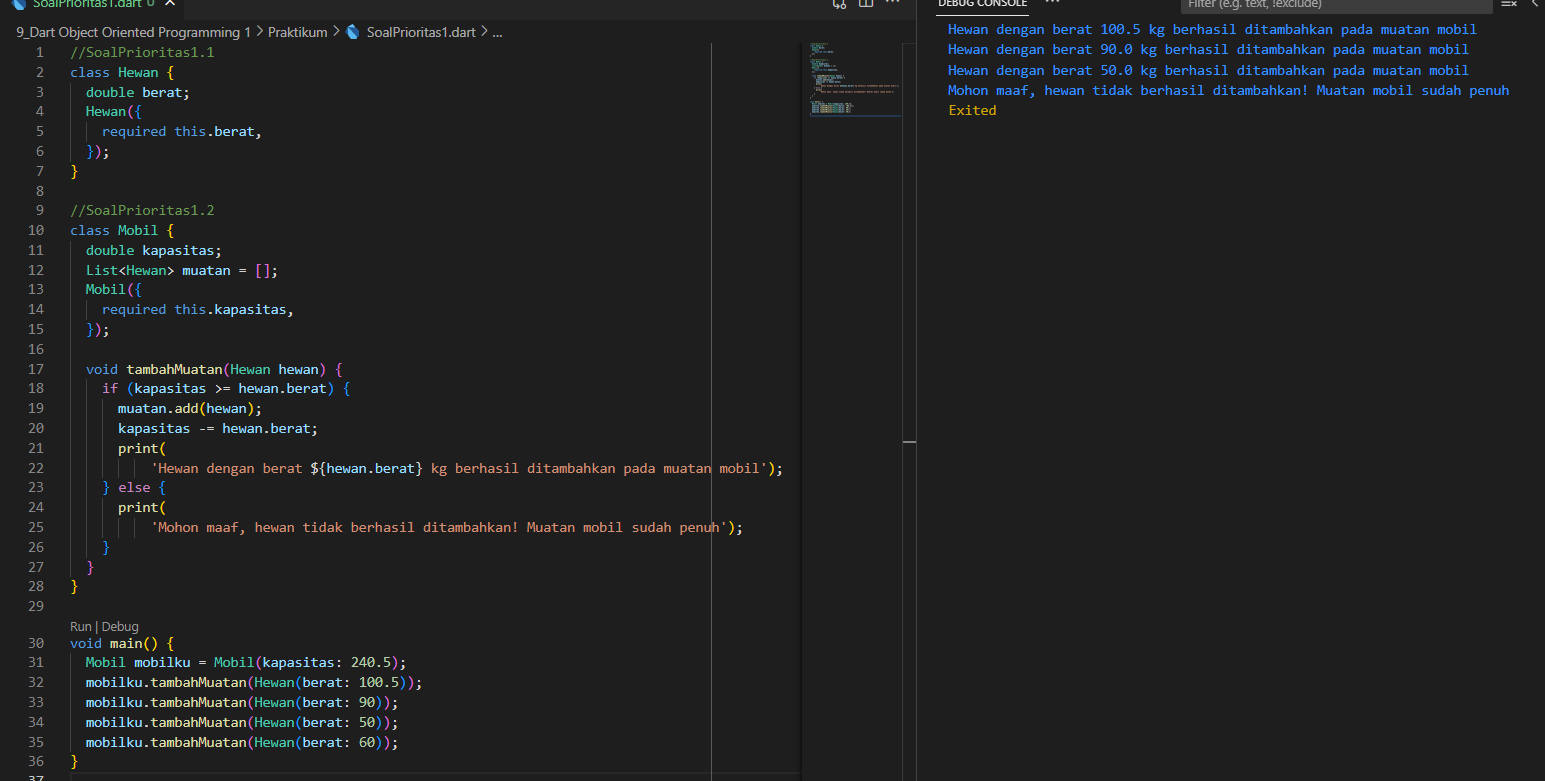 SoalPrioritas1.dart U
9_Dart Object Oriented Programming 1 > Praktikum > SoalPrioritas1.dart > ...
1 //SoalPrioritas1.1
2 class Hewan {
3 double berat;
4 Hewan({
5 required this.berat,
6 });
7 }
8
9 //SoalPrioritas1.2
10 class Mobil {
11 double kapasitas;
12 List<Hewan> muatan = [];
13 Mobil({
14 required this.kapasitas,
15 });
16
17 void tambahMuatan(Hewan hewan) {
18 if (kapasitas >= hewan.berat) {
19 muatan.add(hewan);
20 kapasitas -= hewan.berat;
21 print(
22 'Hewan dengan berat ${hewan.berat} kg berhasil ditambahkan pada muatan mobil');
23 } else {
24 print(
25 'Mohon maaf, hewan tidak berhasil ditambahkan! Muatan mobil sudah penuh');
26 }
27 }
28 }
29
Run | Debug
30 void main() {
31 Mobil mobilku = Mobil(kapasitas: 240.5);
32 mobilku.tambahMuatan(Hewan(berat: 100.5));
33 mobilku.tambahMuatan(Hewan(berat: 90));
34 mobilku.tambahMuatan(Hewan(berat: 50));
35 mobilku.tambahMuatan(Hewan(berat: 60));
36 }
37
DEBUG CONSOLE ...
Filter (e.g. text, !exclude)
Hewan dengan berat 100.5 kg berhasil ditambahkan pada muatan mobil
Hewan dengan berat 90.0 kg berhasil ditambahkan pada muatan mobil
Hewan dengan berat 50.0 kg berhasil ditambahkan pada muatan mobil
Mohon maaf, hewan tidak berhasil ditambahkan! Muatan mobil sudah penuh
Exited